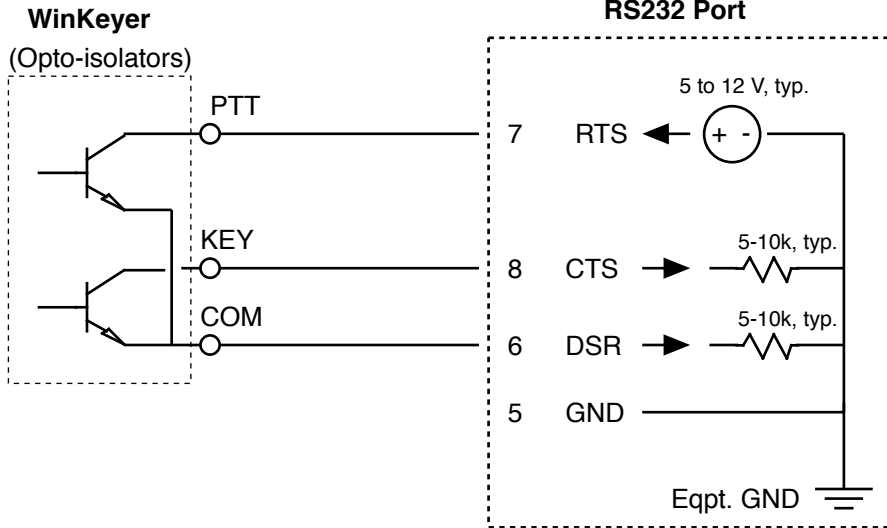 WinKeyer
(Opto-isolators)
RS232 Port
5 to 12 V, typ.
PTT
7 RTS
+ -
KEY
5-10k, typ.
8 CTS
COM
5-10k, typ.
6 DSR
5 GND
Eqpt. GND